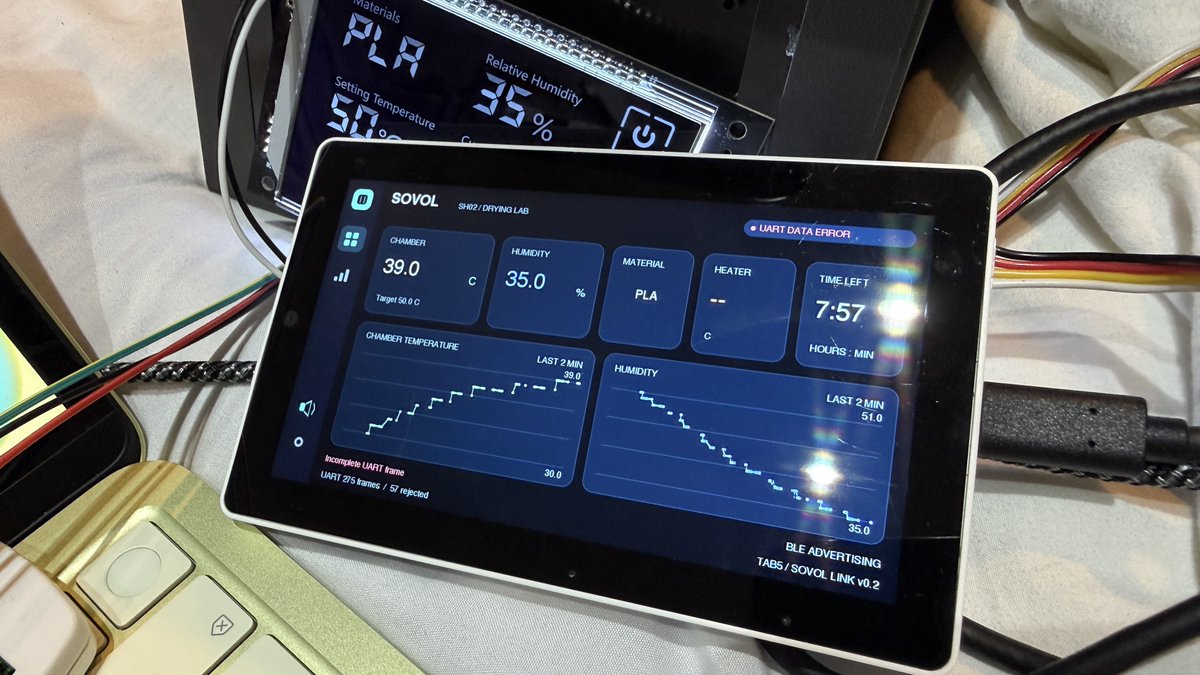 Materials
PLA
Relative Humidity
35 %
Setting Temperature
50°C
SOVOL
SH02 / DRYING LAB
UART DATA ERROR
CHAMBER
39.0
C
Target 50.0 C
HUMIDITY
35.0
%
MATERIAL
PLA
HEATER
--
C
TIME LEFT
7:57
HOURS : MIN
CHAMBER TEMPERATURE
LAST 2 MIN
39.0
30.0
HUMIDITY
LAST 2 MIN
51.0
35.0
Incomplete UART frame
UART 275 frames / 57 rejected
BLE ADVERTISING
TAB5 / SOVOL LINK v0.2